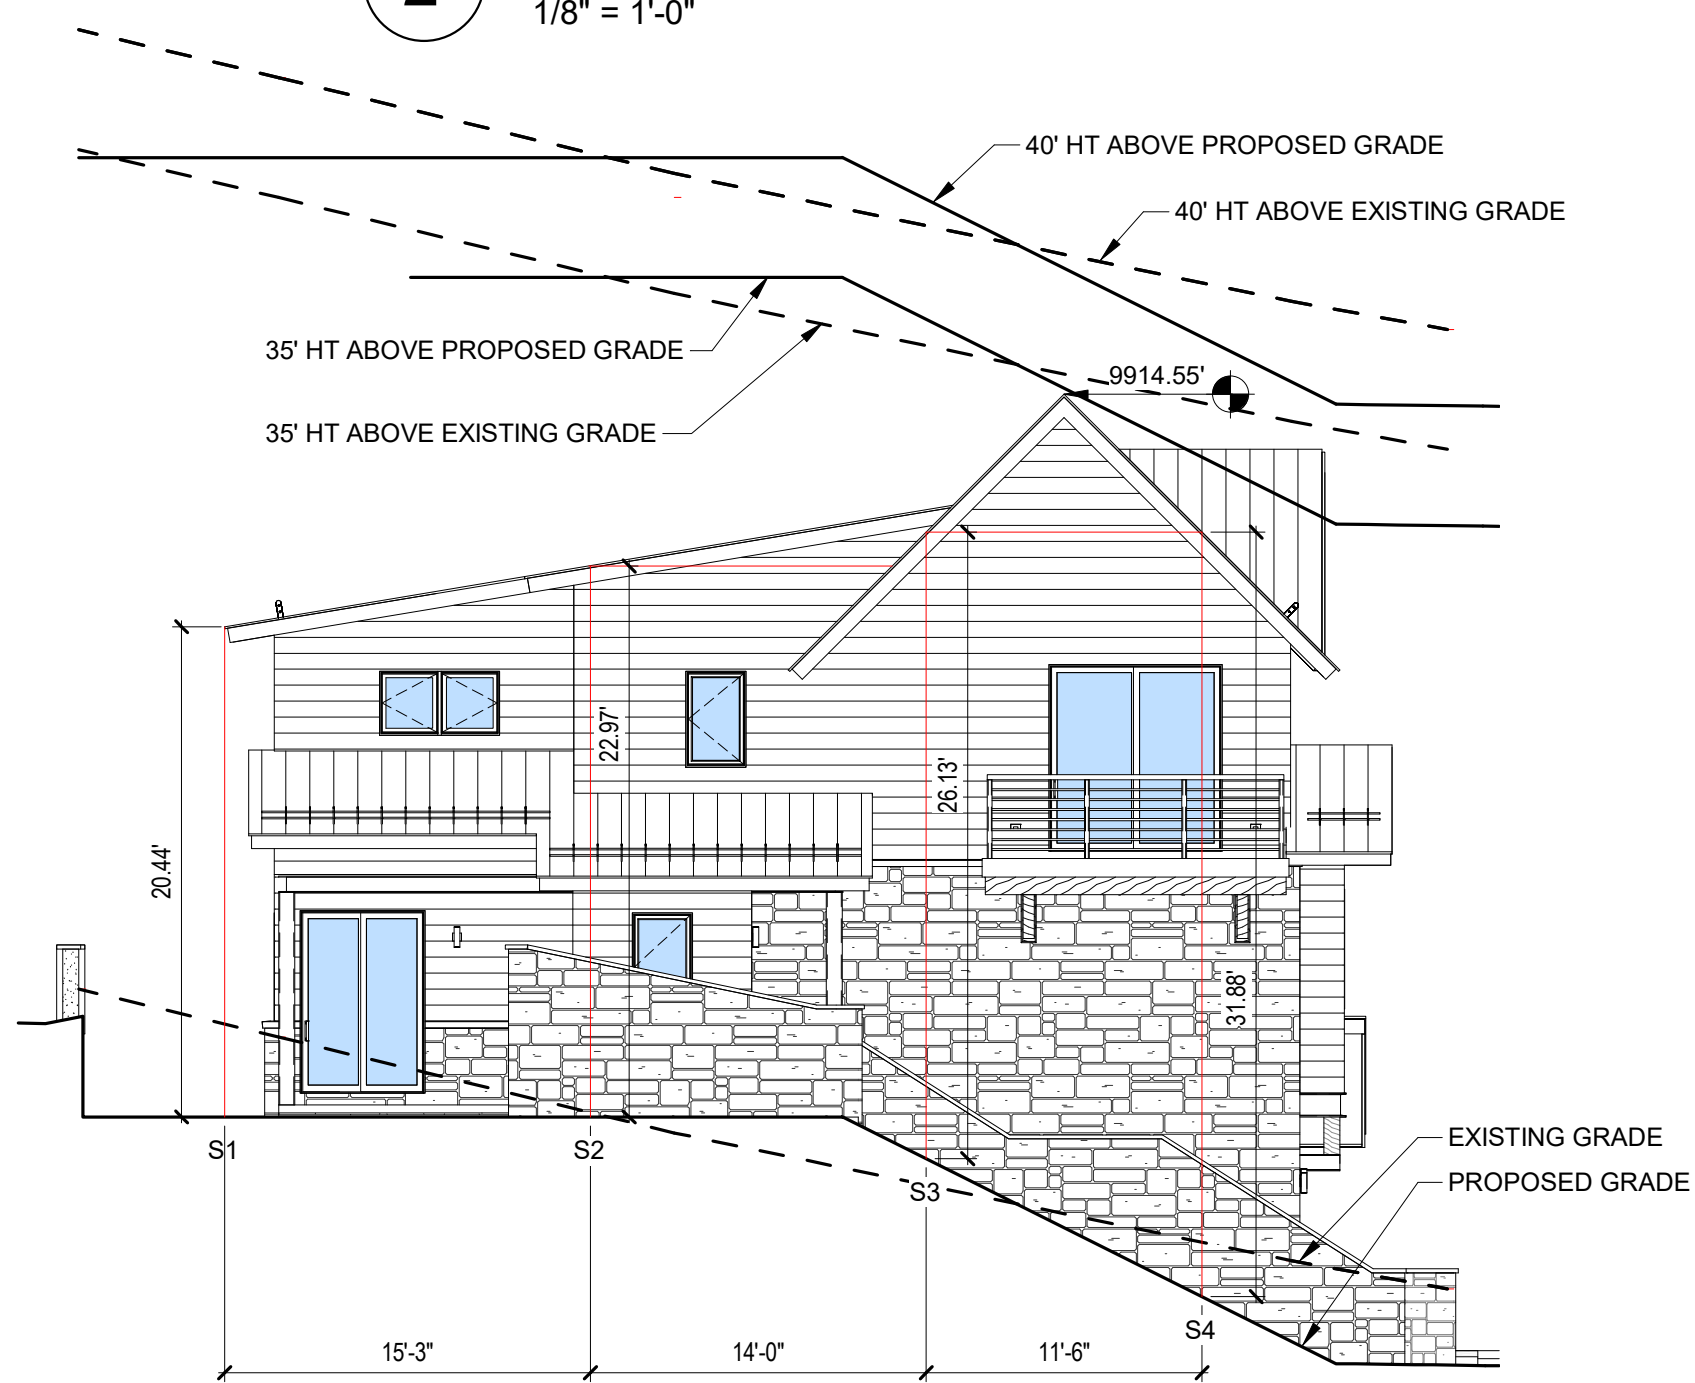 1/8" = 1'-0"
40' HT ABOVE PROPOSED GRADE
40' HT ABOVE EXISTING GRADE
35' HT ABOVE PROPOSED GRADE
9914.55'
35' HT ABOVE EXISTING GRADE
22.97'
26.13'
20.44'
31.88'
EXISTING GRADE
S1
S2
PROPOSED GRADE
S3
S4
15'-3"
14'-0"
11'-6"